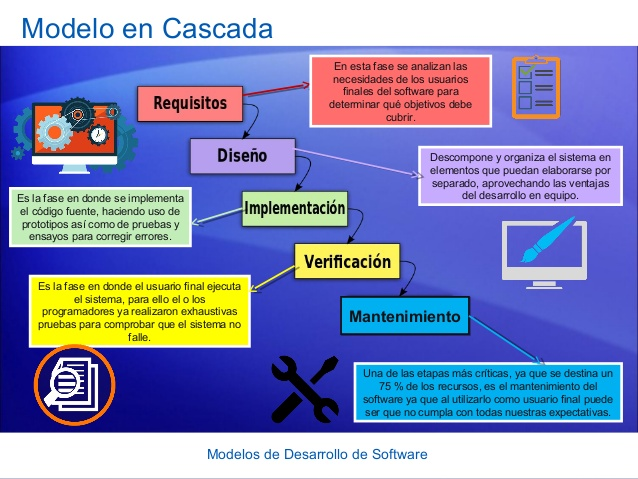 Modelo en Cascada
En esta fase se analizan las
necesidades de los usuarios
finales del software para
determinar qué objetivos debe
cubrir.
Requisitos
Diseño
Descompone y organiza el sistema en
elementos que puedan elaborarse por
separado, aprovechando las ventajas
del desarrollo en equipo.
Es la fase en donde se implementa
el código fuente, haciendo uso de
prototipos así como de pruebas y
ensayos para corregir errores.
Implementación
Verificación
Es la fase en donde el usuario final ejecuta
el sistema, para ello el o los
programadores ya realizaron exhaustivas
pruebas para comprobar que el sistema no
falle.
Mantenimiento
Una de las etapas más críticas, ya que se destina un
75 % de los recursos, es el mantenimiento del
software ya que al utilizarlo como usuario final puede
ser que no cumpla con todas nuestras expectativas.
Modelos de Desarrollo de Software